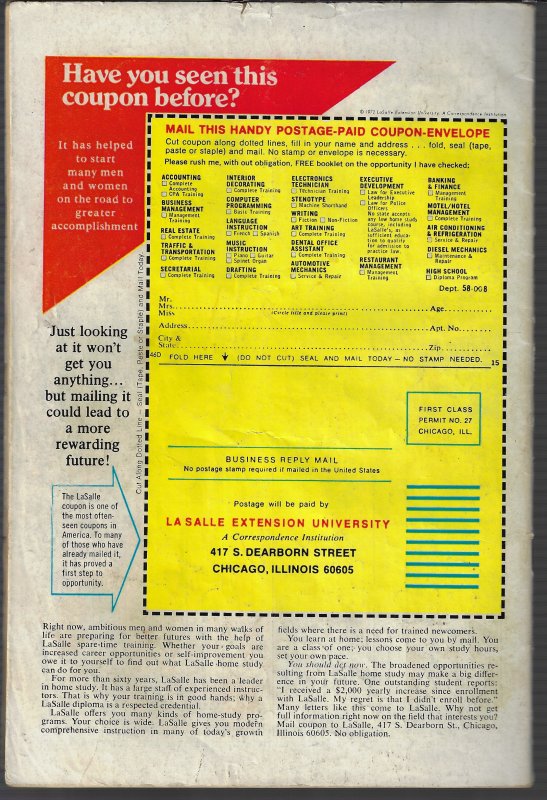 Have you seen this
coupon before?
© 1972 LaSalle Extension University, A Correspondence Institution
It has helped
to start
many men
and women
on the road to
greater
accomplishment
MAIL THIS HANDY POSTAGE-PAID COUPON-ENVELOPE
Cut coupon along dotted lines, fill in your name and address . . . fold, seal (tape,
paste or staple) and mail. No stamp or envelope is necessary.
Please rush me, with out obligation, FREE booklet on the opportunity I have checked;
ACCOUNTING
Complete
Accounting
CPA Training
BUSINESS
MANAGEMENT
Management
Training
REAL ESTATE
Complete Training
TRAFFIC &
TRANSPORTATION
Complete Training
SECRETARIAL
Complete Training
INTERIOR
DECORATING
Complete Training
COMPUTER
PROGRAMMING
Basic Training
LANGUAGE
INSTRUCTION
French Spanish
MUSIC
INSTRUCTION
Piano Guitar
Spinet Organ
DRAFTING
Complete Training
ELECTRONICS
TECHNICIAN
Technician Training
STENOTYPE
Machine Shorthand
WRITING
Fiction Non-Fiction
ART TRAINING
Complete Training
DENTAL OFFICE
ASSISTANT
Complete Training
AUTOMOTIVE
MECHANICS
Service & Repair
EXECUTIVE
DEVELOPMENT
Law for Executive
Leadership
Law for Police
Officers
No state accepts
any law home study
course, including
LaSalle's, as
sufficient educa-
tion to qualify
for admission to
practice law
RESTAURANT
MANAGEMENT
Management
Training
BANKING
& FINANCE
Management
Training
MOTEL/HOTEL
MANAGEMENT
Complete Training
AIR CONDITIONING
& REFRIGERATION
Service & Repair
DIESEL MECHANICS
Maintenance &
Repair
HIGH SCHOOL
Diploma Program
Dept. 58-008
Mr.
Mrs.
Miss
(Circle title and please print)
Age
Address
Apt. No.
City &
State
Zip
46D FOLD HERE (DO NOT CUT) SEAL AND MAIL TODAY – NO STAMP NEEDED. 15
Cut Along Dotted Line — Seal (Tape, Paste or Staple) and Mail Today.
Just looking
at it won't
get you
anything...
but mailing it
could lead to
a more
rewarding
future!
The LaSalle
coupon is one of
the most often-
seen coupons in
America. To many
of those who have
already mailed it,
it has proved a
first step to
opportunity.
FIRST CLASS
PERMIT NO. 27
CHICAGO, ILL.
BUSINESS REPLY MAIL
No postage stamp required if mailed in the United States
Postage will be paid by
LA SALLE EXTENSION UNIVERSITY
A Correspondence Institution
417 S. DEARBORN STREET
CHICAGO, ILLINOIS 60605
Right now, ambitious men and women in many walks of
life are preparing for better futures with the help of
LaSalle spare-time training. Whether your goals are
increased career opportunities or self-improvement you
owe it to yourself to find out what LaSalle home study
can do for you.
For more than sixty years, LaSalle has been a leader
in home study. It has a large staff of experienced instruc-
tors. That is why your training is in good hands; why a
LaSalle diploma is a respected credential.
LaSalle offers you many kinds of home-study pro-
grams. Your choice is wide. LaSalle gives you modern
comprehensive instruction in many of today's growth
fields where there is a need for trained newcomers.
You learn at home; lessons come to you by mail. You
are a class of one; you choose your own study hours,
set your own pace.
You should act now. The broadened opportunities re-
sulting from LaSalle home study may make a big differ-
ence in your future. One outstanding student reports:
"I received a $2,000 yearly increase since enrollment
with LaSalle. My regret is that I didn't enroll before."
Many letters like this come to LaSalle. Why not get
full information right now on the field that interests you?
Mail coupon to LaSalle, 417 S. Dearborn St., Chicago,
Illinois 60605. No obligation.